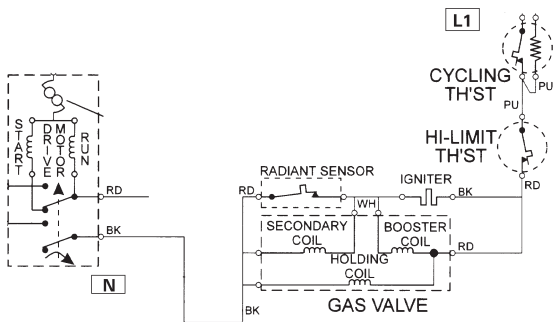 L1
CYCLING
TH'ST
PU
PU
HI-LIMIT
TH'ST
RD
START
DRIVE
MOTOR
RUN
RD
BK
N
RADIANT SENSOR
RD
WH
IGNITER
BK
SECONDARY
COIL
BOOSTER
COIL
RD
HOLDING
COIL
BK
GAS VALVE